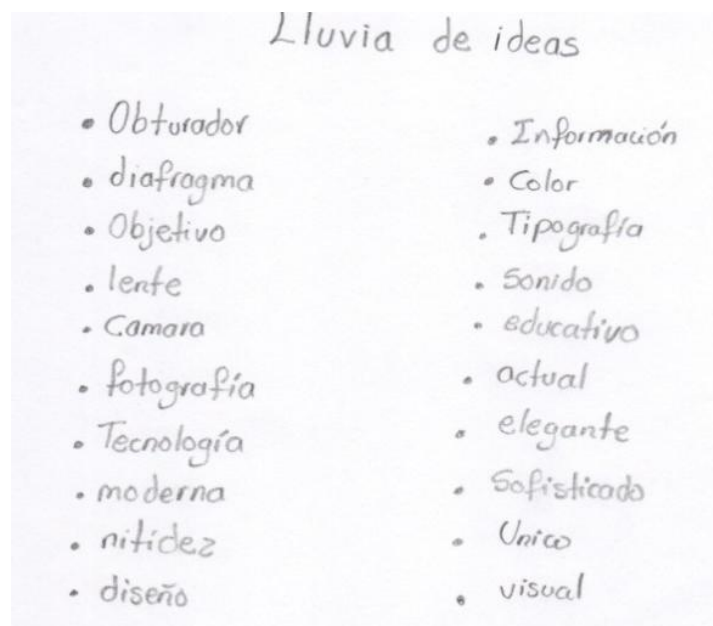 Lluvia de ideas
• Obturador
• diafragma
• Objetivo
• lente
• Camara
• fotografía
• Tecnología
• moderna
• nitídez
• diseño
• Información
• Color
• Tipografía
• Sonido
• educativo
• actual
• elegante
• Sofisticado
• Unico
• visual